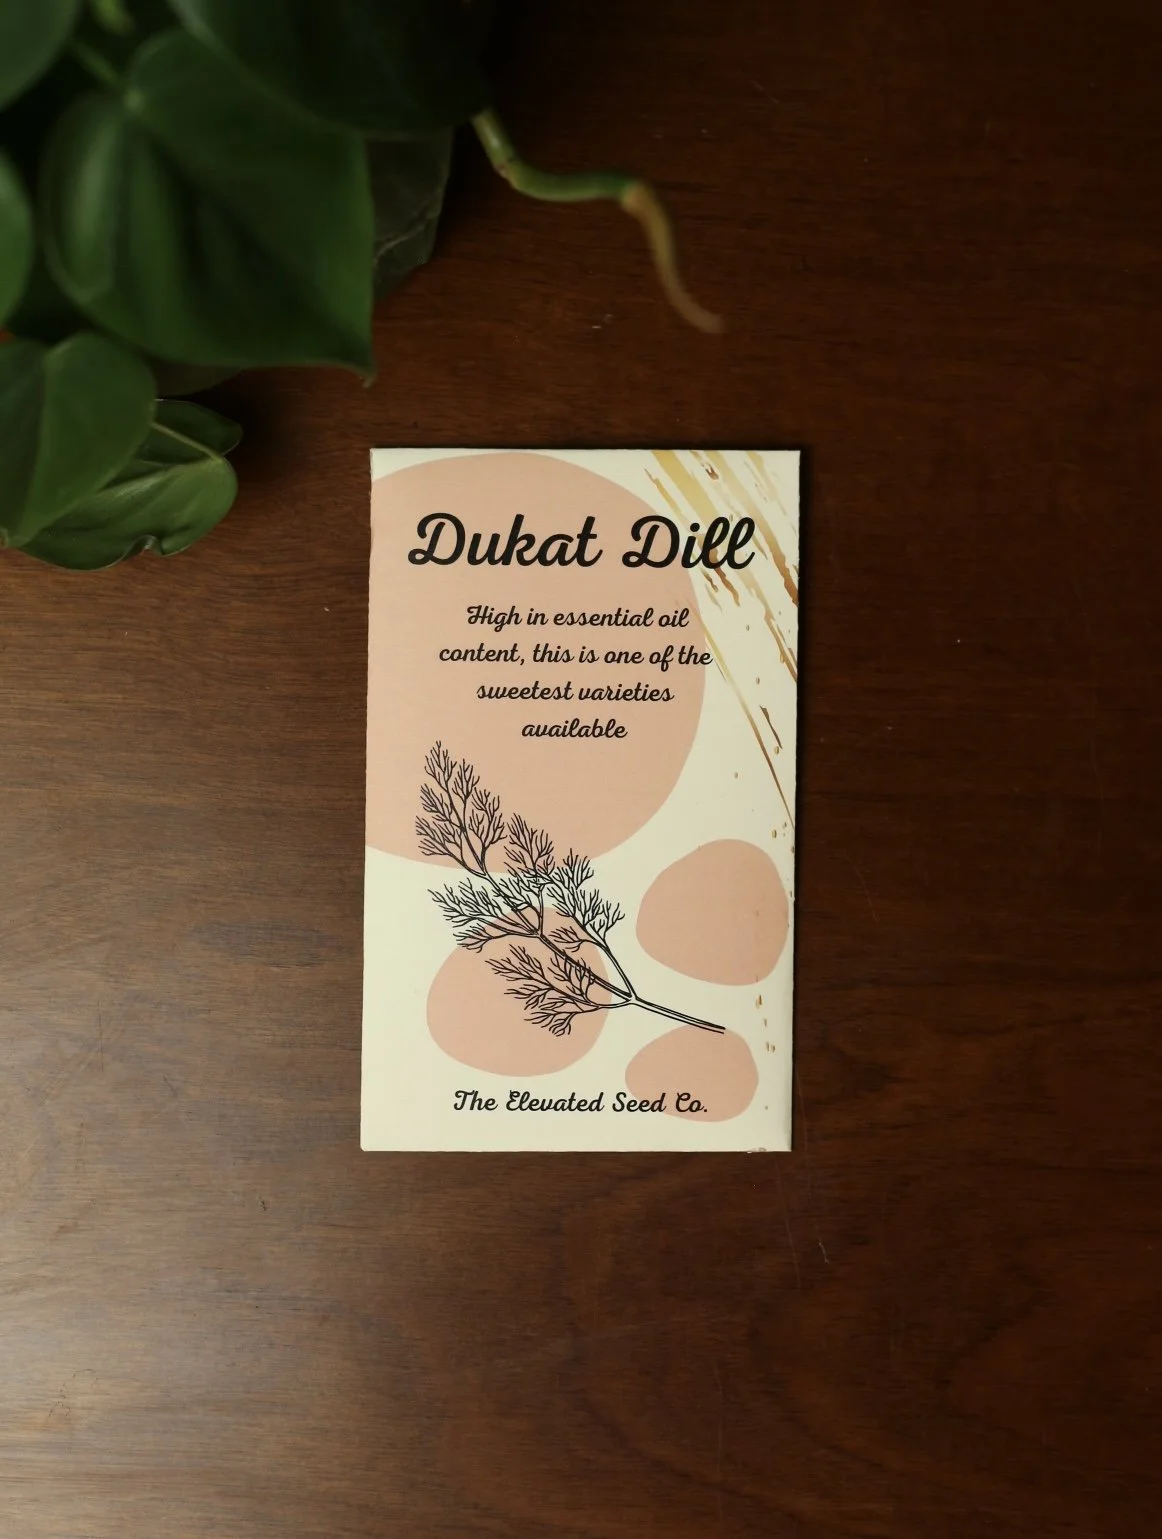 Dukat Dill
High in essential oil
content, this is one of the
sweetest varieties
available
The Elevated Seed Co.